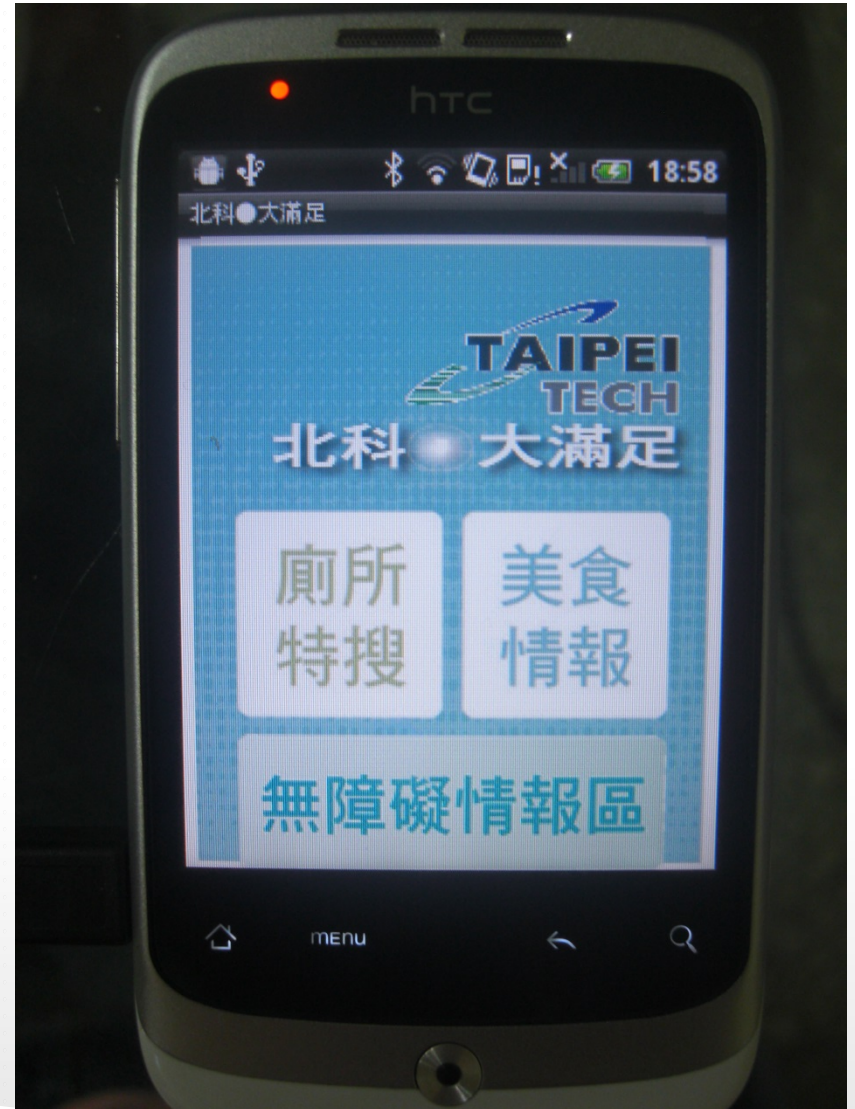 hTC
18:58
北科●大滿足
TAIPEI
TECH
北科●大滿足
廁所
特搜
美食
情報
無障礙情報區
menu